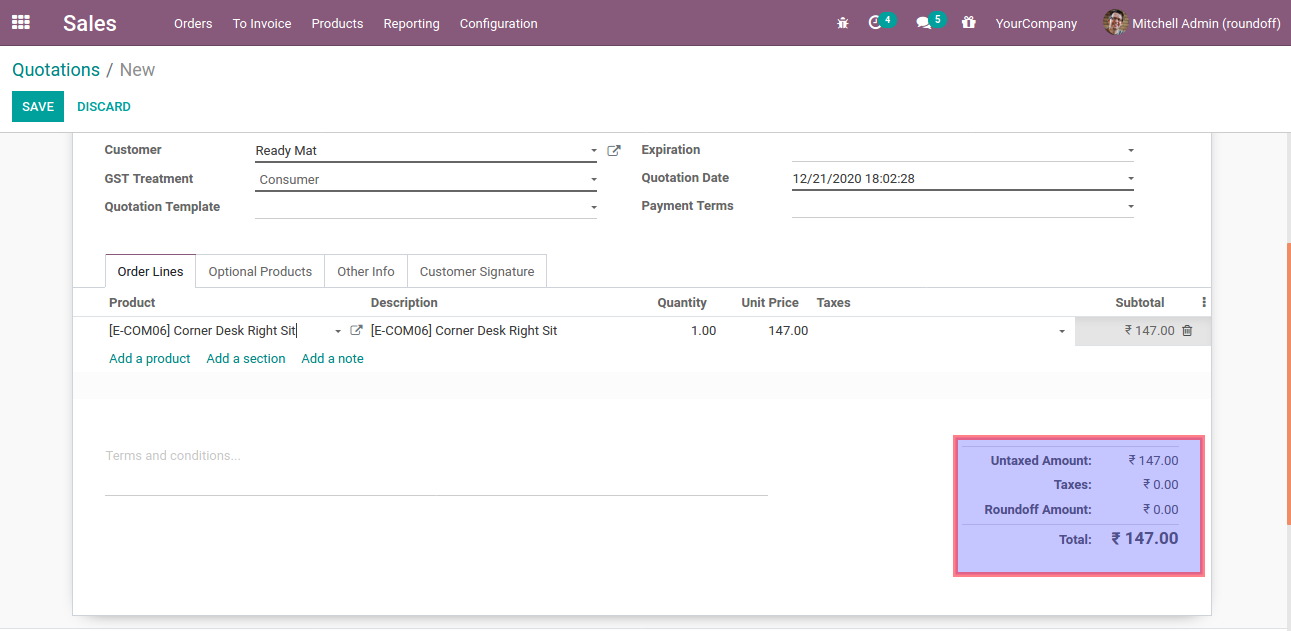 Sales Orders To Invoice Products Reporting Configuration 4 5 YourCompany Mitchell Admin (roundoff)
Quotations / New
SAVE DISCARD
Customer Ready Mat Expiration
GST Treatment Consumer Quotation Date 12/21/2020 18:02:28
Quotation Template Payment Terms
Order Lines Optional Products Other Info Customer Signature
Product Description Quantity Unit Price Taxes Subtotal
[E-COM06] Corner Desk Right Sit [E-COM06] Corner Desk Right Sit 1.00 147.00 ₹ 147.00
Add a product Add a section Add a note
Terms and conditions...
Untaxed Amount: ₹ 147.00
Taxes: ₹ 0.00
Roundoff Amount: ₹ 0.00
Total: ₹ 147.00